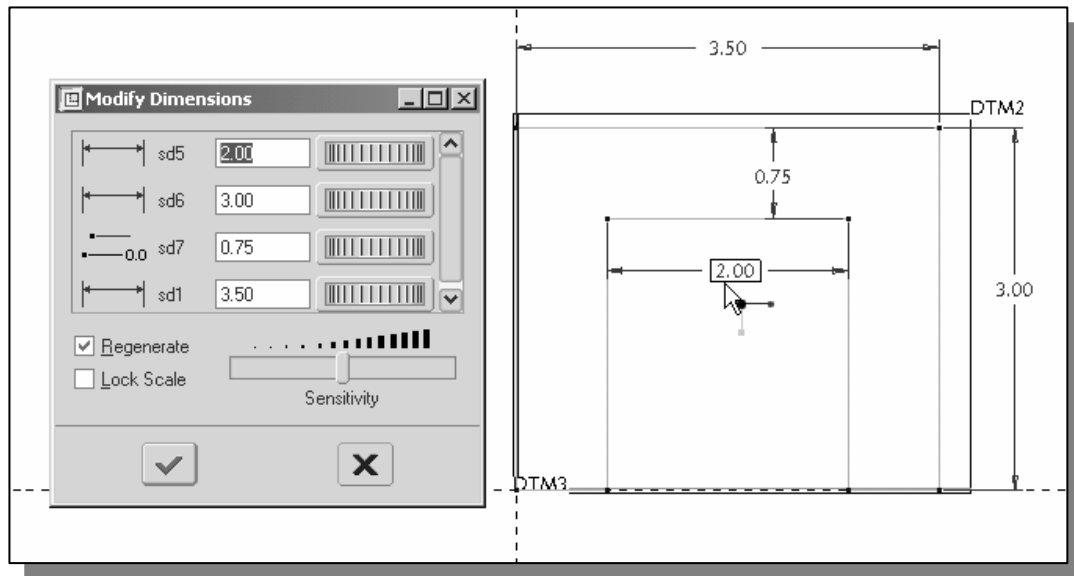 Modify Dimensions
sd5 2.00
sd6 3.00
0.0 sd7 0.75
sd1 3.50
Regenerate
Lock Scale
Sensitivity
3.50
DTM2
0.75
2.00
3.00
DTM3